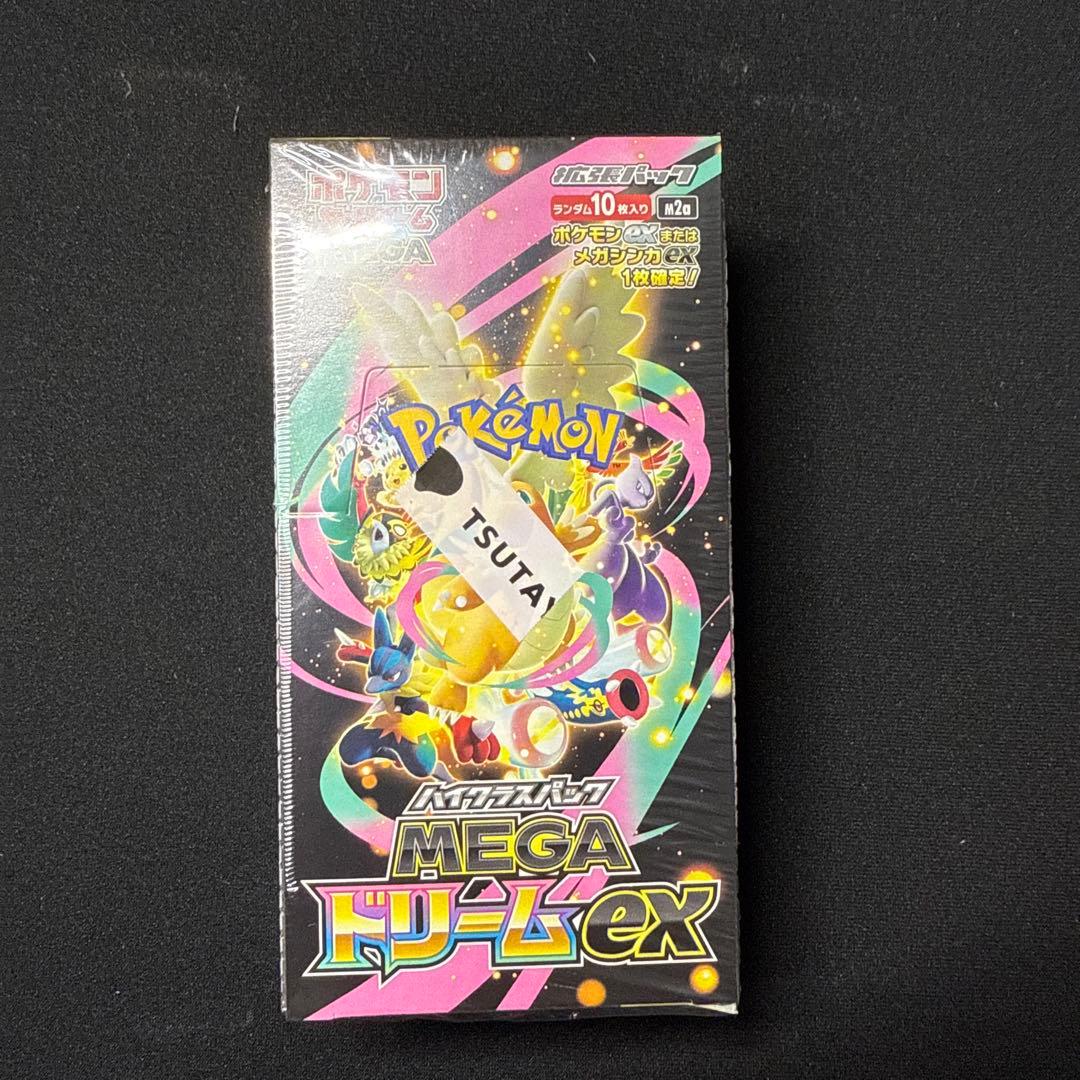 ポケモン
カードゲーム
MEGA
拡張パック
ランダム10枚入り M2a
ポケモンexまたは
メガシンカex
1枚確定!
POKÉMON
TM
TSUTAY
ハイクラスパック
MEGA
ドリームex